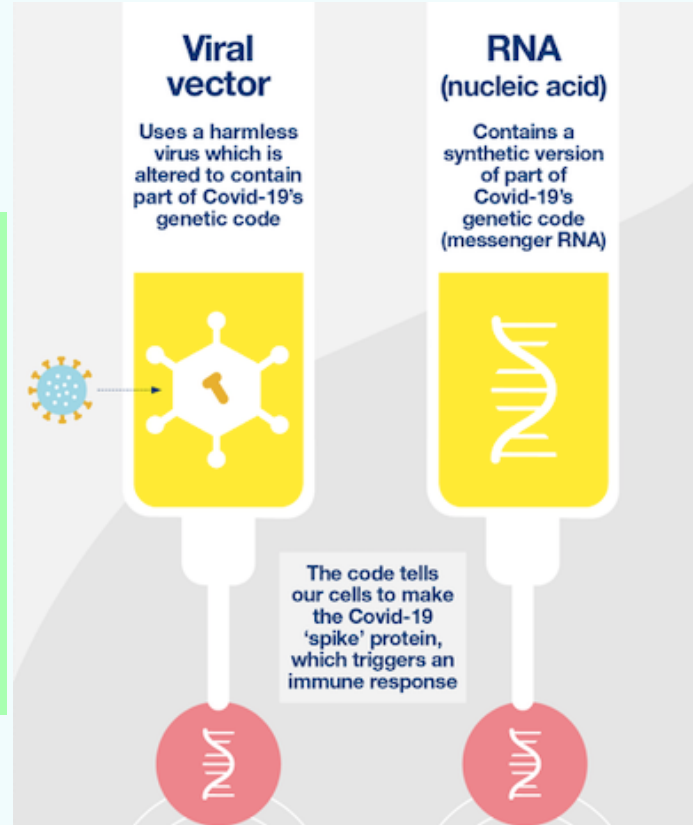 Viral
vector
Uses a harmless
virus which is
altered to contain
part of Covid-19’s
genetic code
RNA
(nucleic acid)
Contains a
synthetic version
of part of
Covid-19’s
genetic code
(messenger RNA)
The code tells
our cells to make
the Covid-19
‘spike’ protein,
which triggers an
immune response